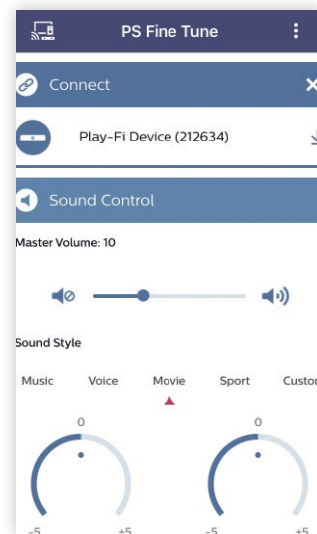 PS Fine Tune
Connect
Play-Fi Device (212634)
Sound Control
Master Volume: 10
Sound Style
Music Voice Movie Sport Custom
0 0
-5 +5 -5 +5